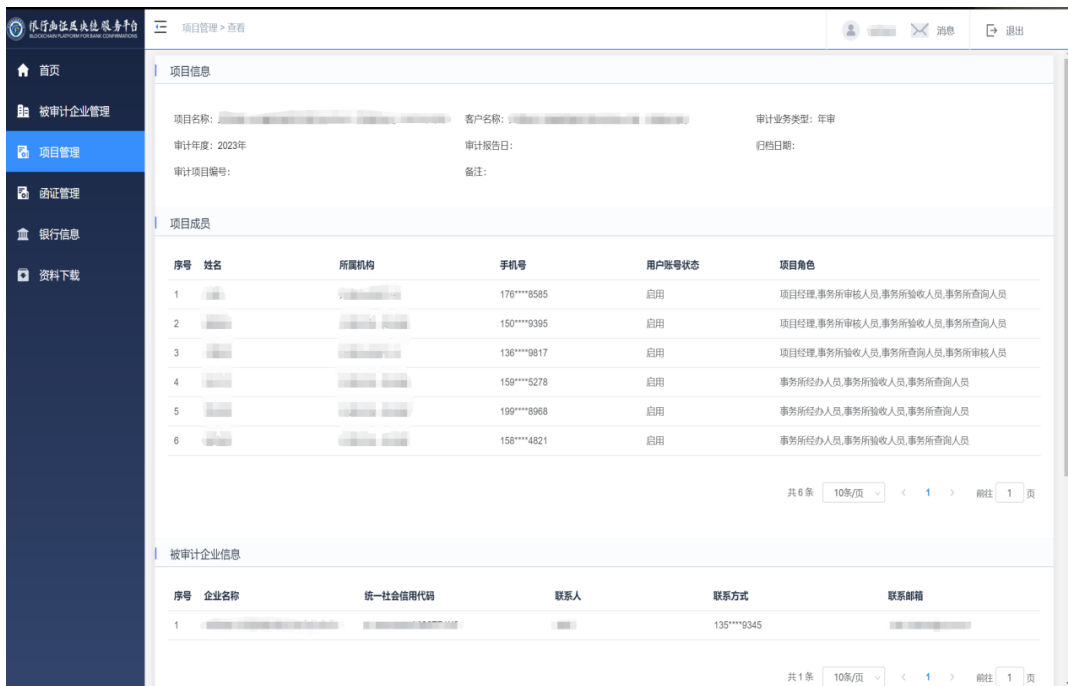 银行函证区块链服务平台
BLOCKCHAIN PLATFORM FOR BANK CONFIRMATIONS
项目管理 > 查看
消息
退出
首页
被审计企业管理
项目管理
函证管理
银行信息
资料下载
项目信息
项目名称: 客户名称: 审计业务类型: 年审
审计年度: 2023年 审计报告日: 归档日期:
审计项目编号: 备注:
项目成员
序号 姓名 所属机构 手机号 用户账号状态 项目角色
1 176****8585 启用 项目经理,事务所审核人员,事务所验收人员,事务所查询人员
2 150****9395 启用 项目经理,事务所审核人员,事务所验收人员,事务所查询人员
3 136****9817 启用 项目经理,事务所验收人员,事务所查询人员,事务所审核人员
4 159****5278 启用 事务所经办人员,事务所验收人员,事务所查询人员
5 199****8968 启用 事务所经办人员,事务所验收人员,事务所查询人员
6 158****4821 启用 事务所经办人员,事务所验收人员,事务所查询人员
共 6 条 10条/页 < 1 > 前往 1 页
被审计企业信息
序号 企业名称 统一社会信用代码 联系人 联系方式 联系邮箱
1 135****9345
共 1 条 10条/页 < 1 > 前往 1 页